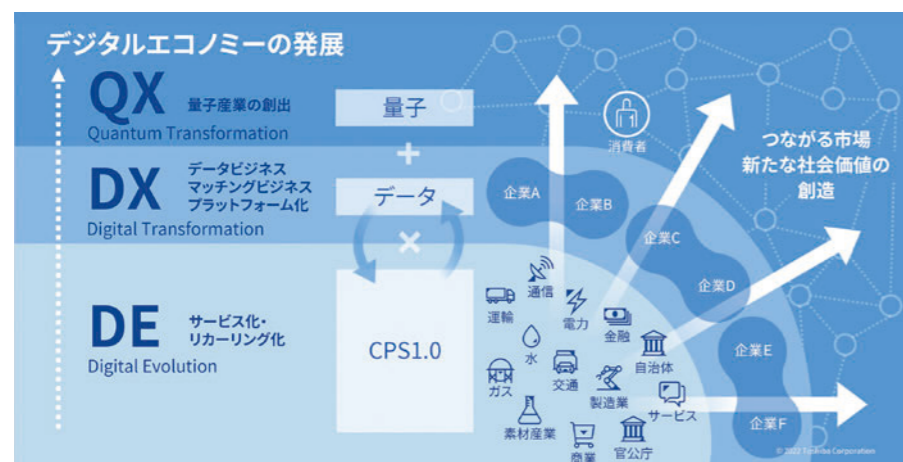 デジタルエコノミーの発展
QX
量子産業の創出
Quantum Transformation
量子
+
DX
データビジネス
マッチングビジネス
プラットフォーム化
Digital Transformation
データ
×
DE
サービス化・
リカーリング化
Digital Evolution
CPS1.0
消費者
つながる市場
新たな社会価値の
創造
企業A
企業B
企業C
企業D
企業E
企業F
通信
運輸
電力
金融
水
自治体
ガス
交通
製造業
サービス
素材産業
商業
官公庁
© 2022 Toshiba Corporation